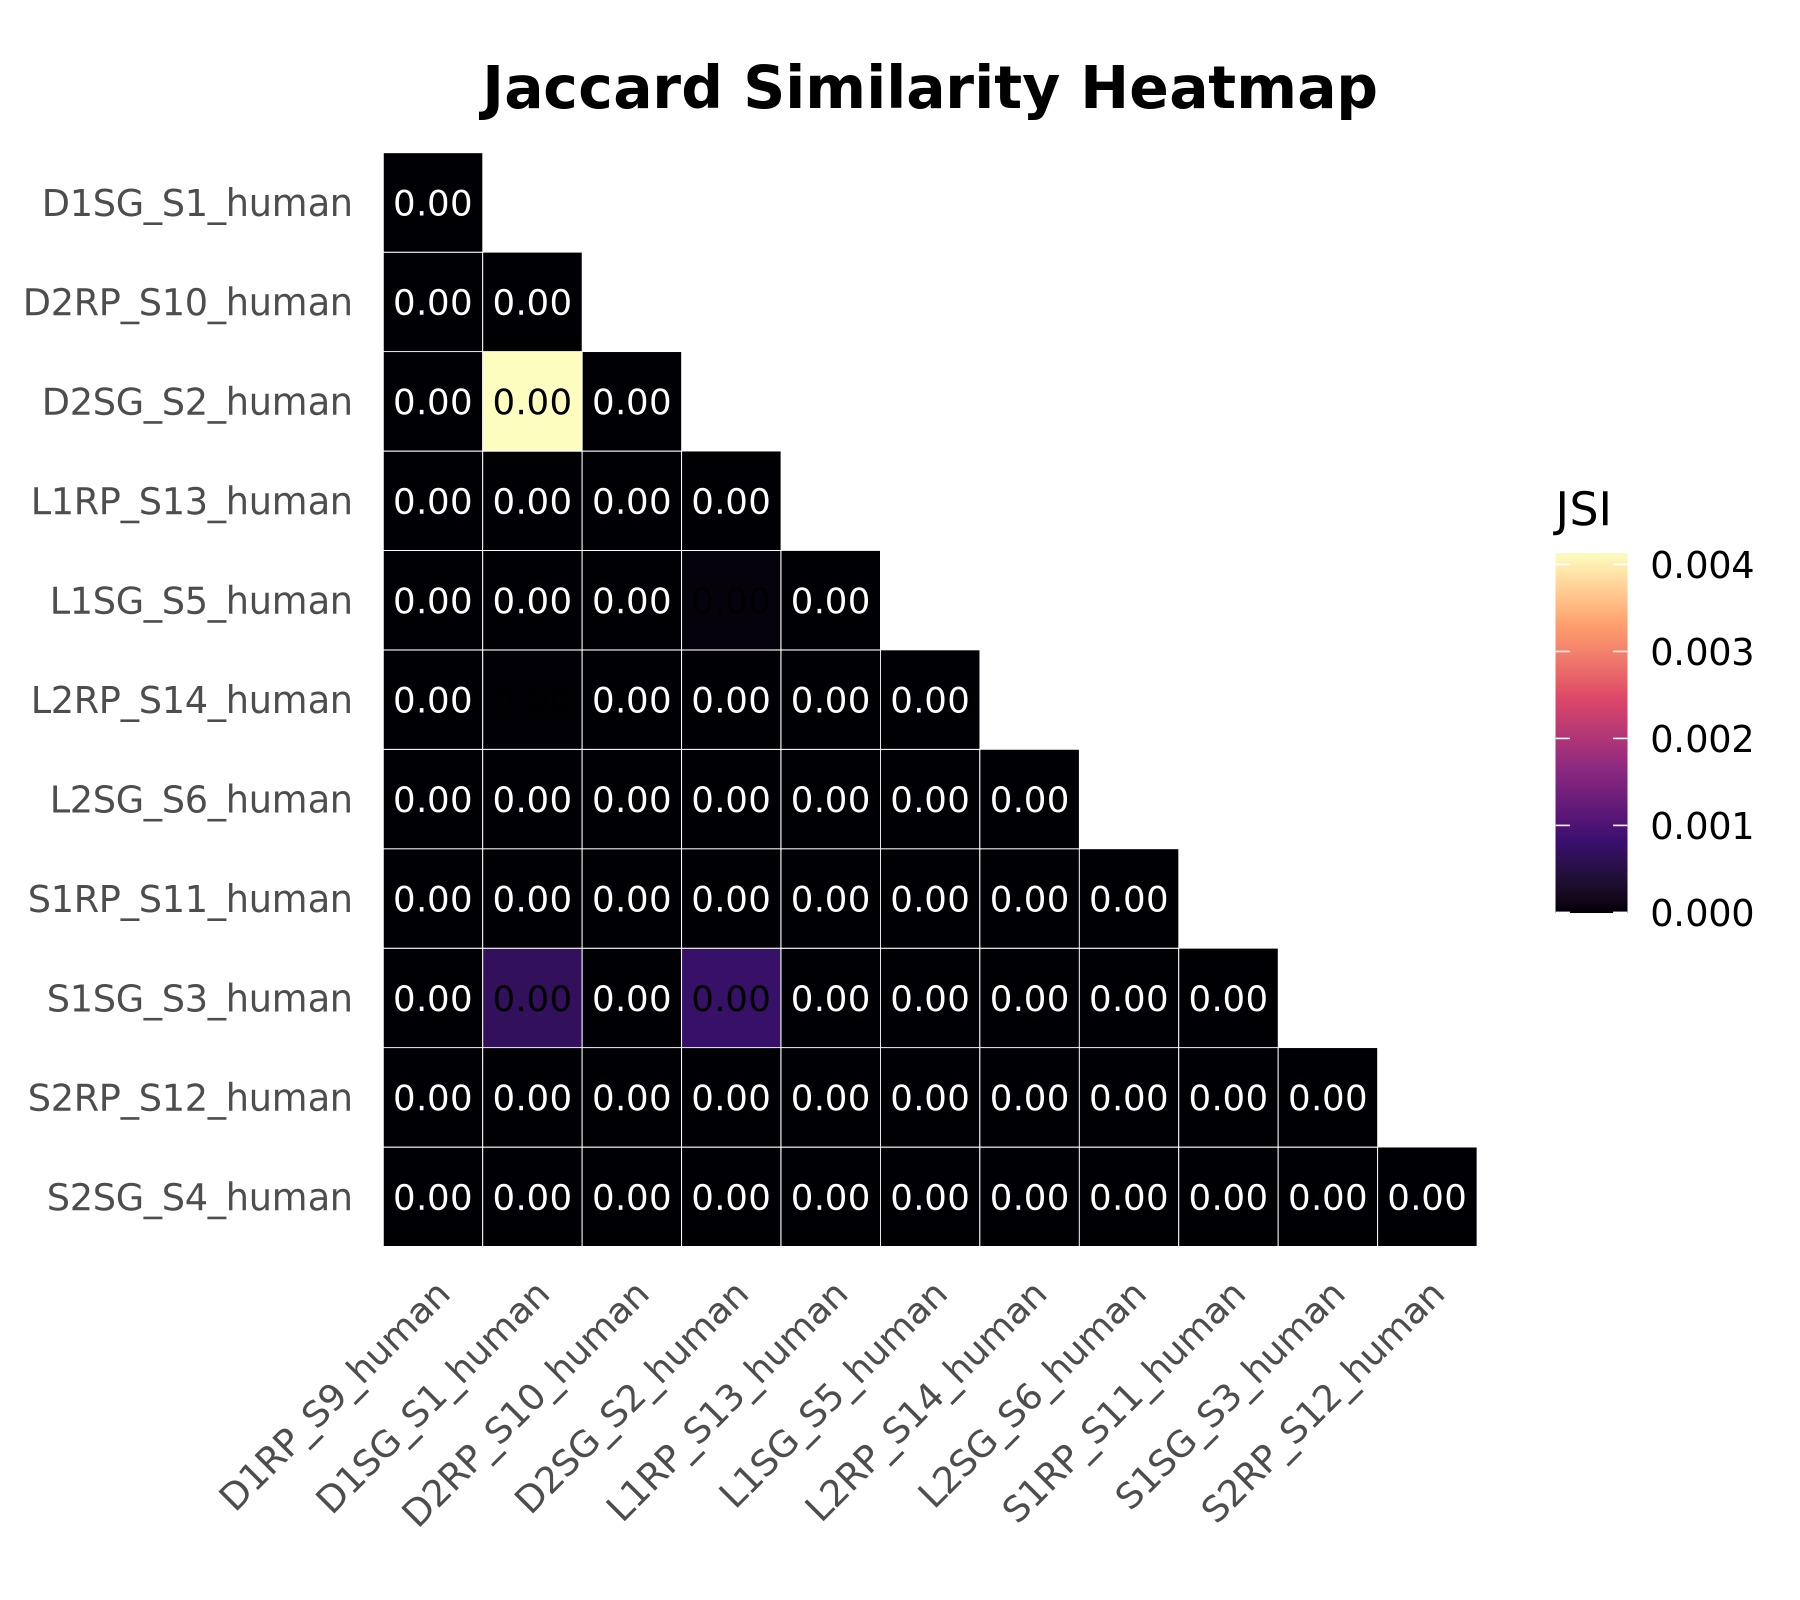 Jaccard Similarity Heatmap
D1SG_S1_human 0.00
D2RP_S10_human 0.00 0.00
D2SG_S2_human 0.00 0.00 0.00
L1RP_S13_human 0.00 0.00 0.00 0.00
L1SG_S5_human 0.00 0.00 0.00 0.00 0.00
L2RP_S14_human 0.00 0.00 0.00 0.00 0.00
L2SG_S6_human 0.00 0.00 0.00 0.00 0.00 0.00 0.00
S1RP_S11_human 0.00 0.00 0.00 0.00 0.00 0.00 0.00 0.00
S1SG_S3_human 0.00 0.00 0.00 0.00 0.00 0.00 0.00 0.00 0.00
S2RP_S12_human 0.00 0.00 0.00 0.00 0.00 0.00 0.00 0.00 0.00 0.00
S2SG_S4_human 0.00 0.00 0.00 0.00 0.00 0.00 0.00 0.00 0.00 0.00 0.00
D1RP_S9_human
D1SG_S1_human
D2RP_S10_human
D2SG_S2_human
L1RP_S13_human
L1SG_S5_human
L2RP_S14_human
L2SG_S6_human
S1RP_S11_human
S1SG_S3_human
S2RP_S12_human
JSI
0.004
0.003
0.002
0.001
0.000